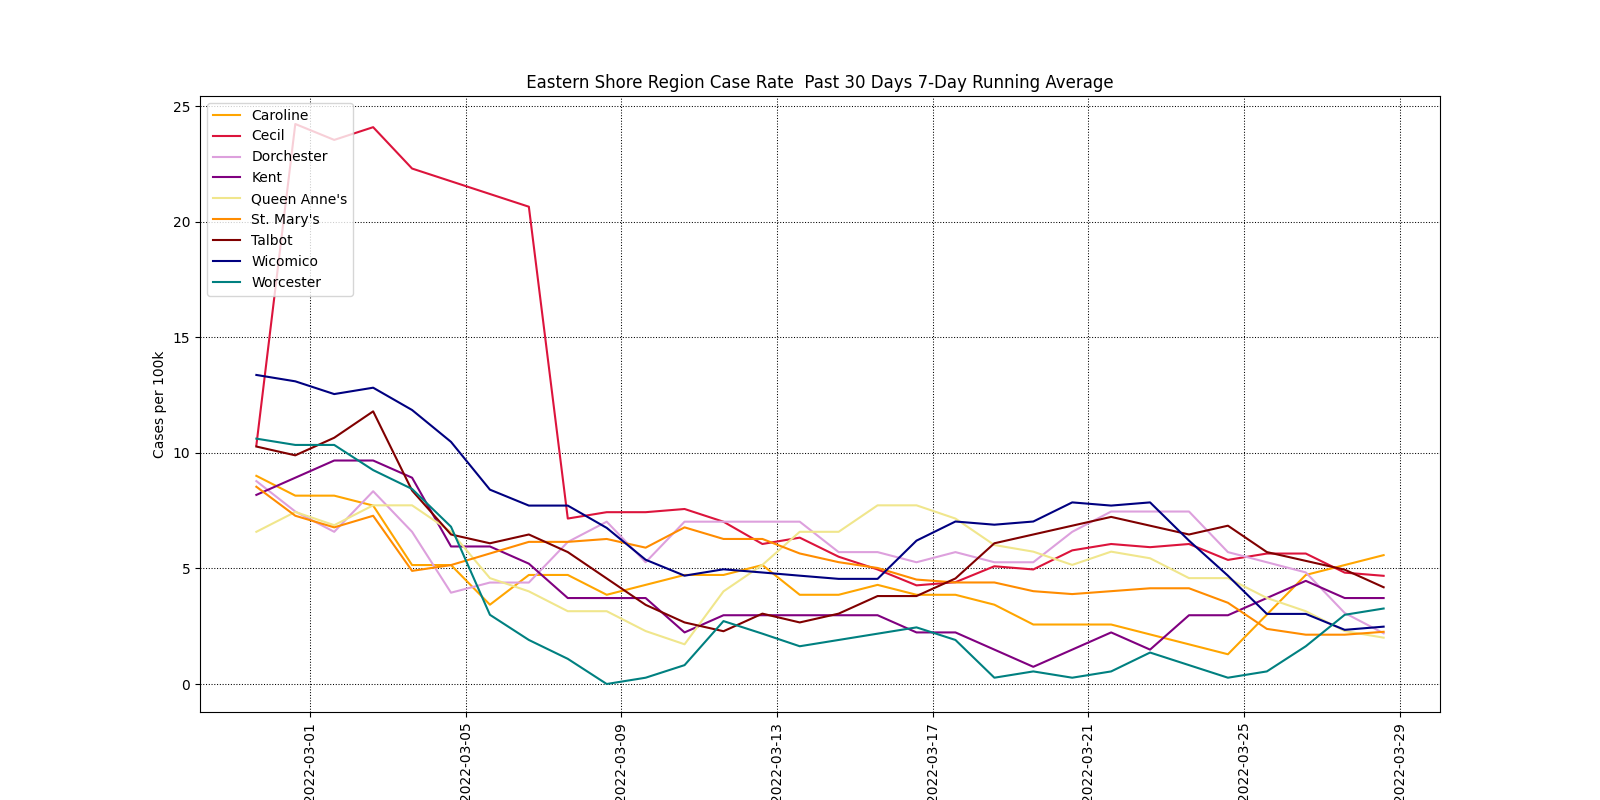 Eastern Shore Region Case Rate  Past 30 Days 7-Day Running Average
Cases per 100k
25
20
15
10
5
0
Caroline
Cecil
Dorchester
Kent
Queen Anne's
St. Mary's
Talbot
Wicomico
Worcester
2022-03-01
2022-03-05
2022-03-09
2022-03-13
2022-03-17
2022-03-21
2022-03-25
2022-03-29